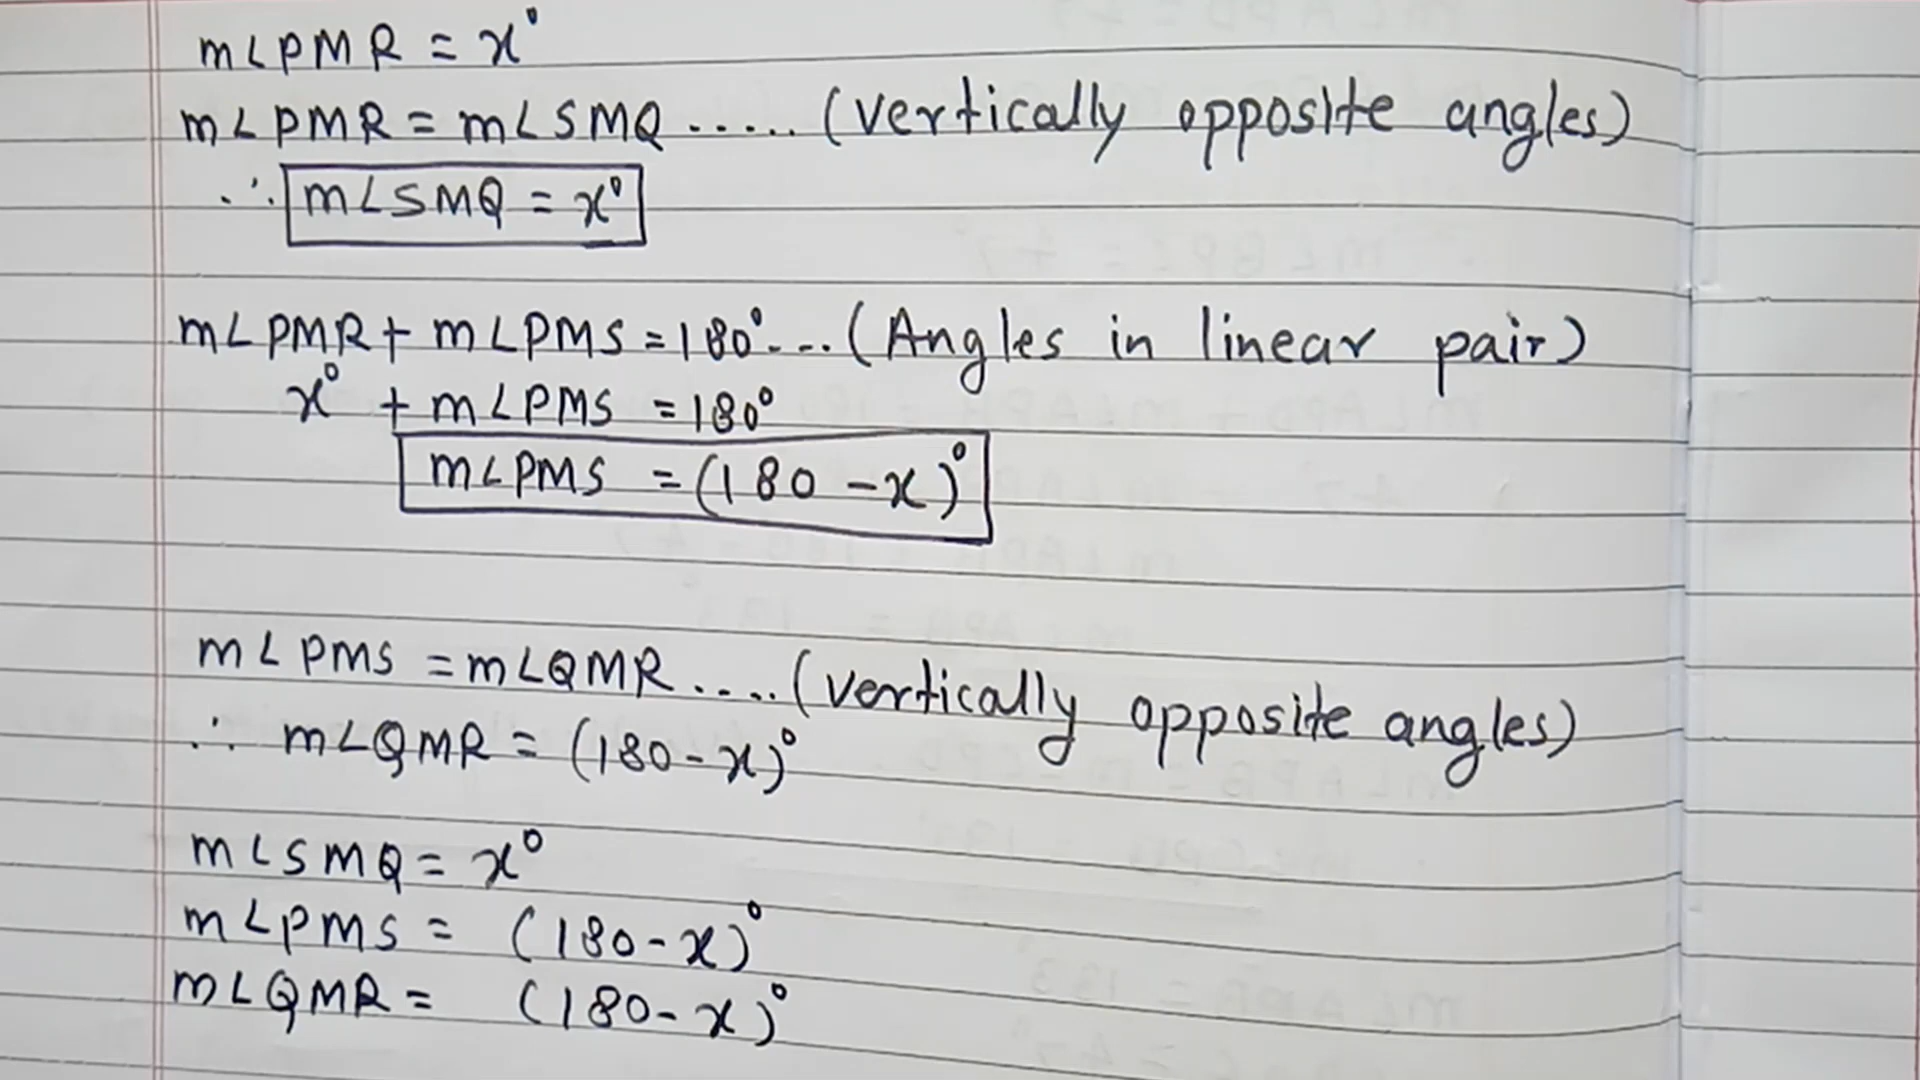 m∠PMR = x°
m∠PMR = m∠SMQ ..... (vertically opposite angles)
∴ m∠SMQ = x°
m∠PMR + m∠PMS = 180° ... (Angles in linear pair)
x° + m∠PMS = 180°
m∠PMS = (180 - x)°
m∠PMS = m∠QMR .... (vertically opposite angles)
∴ m∠QMR = (180 - x)°
m∠SMQ = x°
m∠PMS = (180 - x)°
m∠QMR = (180 - x)°